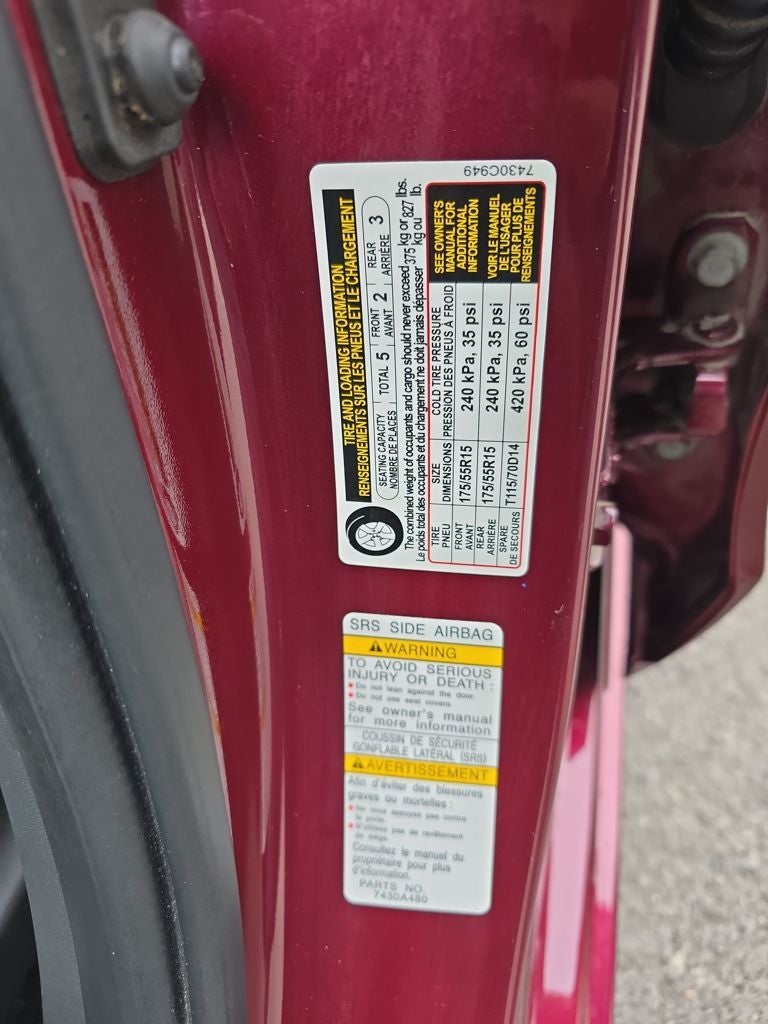 7430C949
TIRE AND LOADING INFORMATION
RENSEIGNEMENTS SUR LES PNEUS ET LE CHARGEMENT
SEATING CAPACITY
NOMBRE DE PLACES
TOTAL 5
FRONT
AVANT 2
REAR
ARRIÈRE 3
The combined weight of occupants and cargo should never exceed 375 kg or 827 lbs.
Le poids total des occupants et du chargement ne doit jamais dépasser kg ou lb.
TIRE
PNEU
SIZE
DIMENSIONS
COLD TIRE PRESSURE
PRESSION DES PNEUS À FROID
FRONT
AVANT
175/55R15
240 kPa, 35 psi
REAR
ARRIÈRE
175/55R15
240 kPa, 35 psi
SPARE
DE SECOURS
T115/70D14
420 kPa, 60 psi
SEE OWNER'S
MANUAL FOR
ADDITIONAL
INFORMATION
VOIR LE MANUEL
DE L'USAGER
POUR PLUS DE
RENSEIGNEMENTS
SRS SIDE AIRBAG
WARNING
TO AVOID SERIOUS
INJURY OR DEATH :
• Do not lean against the door.
• Do not use seat covers.
See owner's manual
for more information
COUSSIN DE SÉCURITÉ
GONFLABLE LATÉRAL (SRS)
AVERTISSEMENT
Afin d'éviter des blessures
graves ou mortelles :
• Ne vous appuyez pas contre
la porte.
• N'utilisez pas de revêtement
de siège.
Consultez le manuel du
propriétaire pour plus
d'information.
PARTS NO.
7430A480